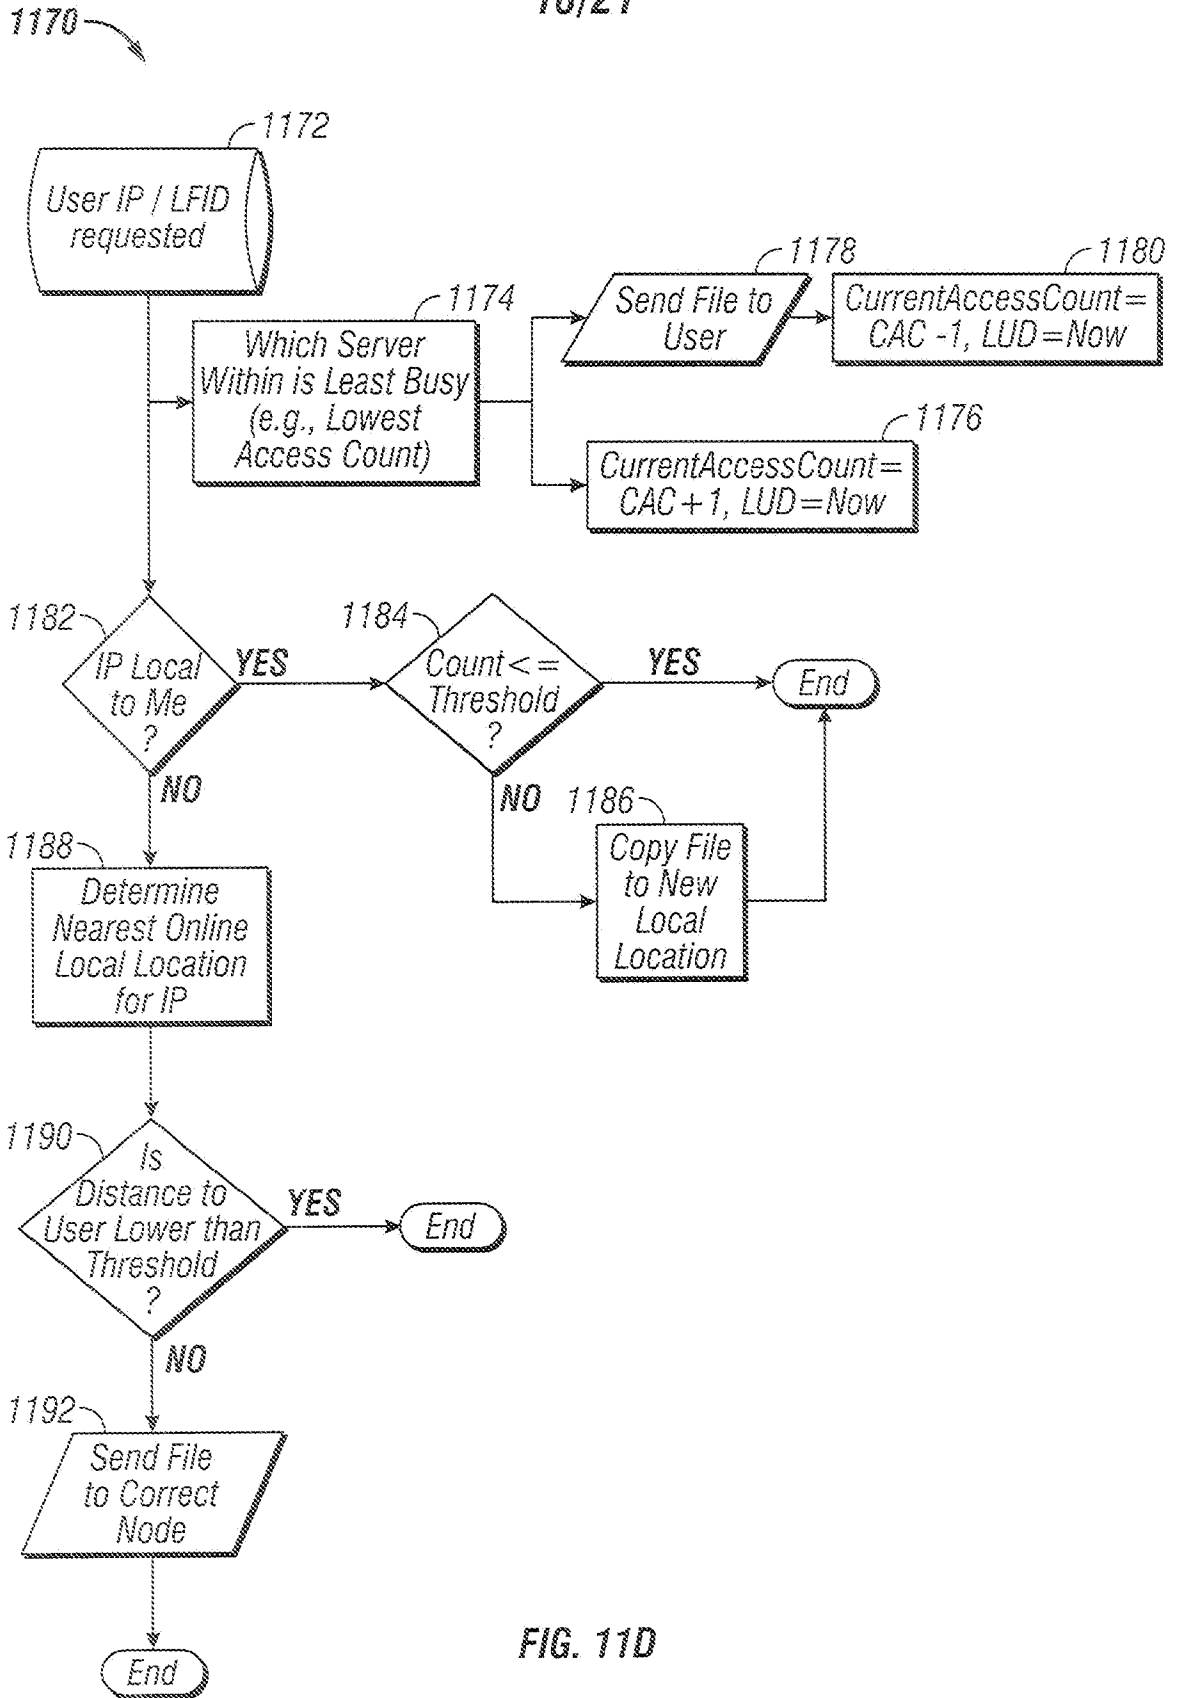 1170
1172
User IP / LFID
requested
1174
Which Server
Within is Least Busy
(e.g., Lowest
Access Count)
1178
Send File to
User
1180
CurrentAccessCount=
CAC -1, LUD=Now
1176
CurrentAccessCount=
CAC+1, LUD=Now
1182
IP Local
to Me
?
YES
NO
1184
Count<=
Threshold
?
YES
End
NO
1186
Copy File
to New
Local
Location
1188
Determine
Nearest Online
Local Location
for IP
1190
Is
Distance to
User Lower than
Threshold
?
YES
End
NO
1192
Send File
to Correct
Node
End
FIG. 11D